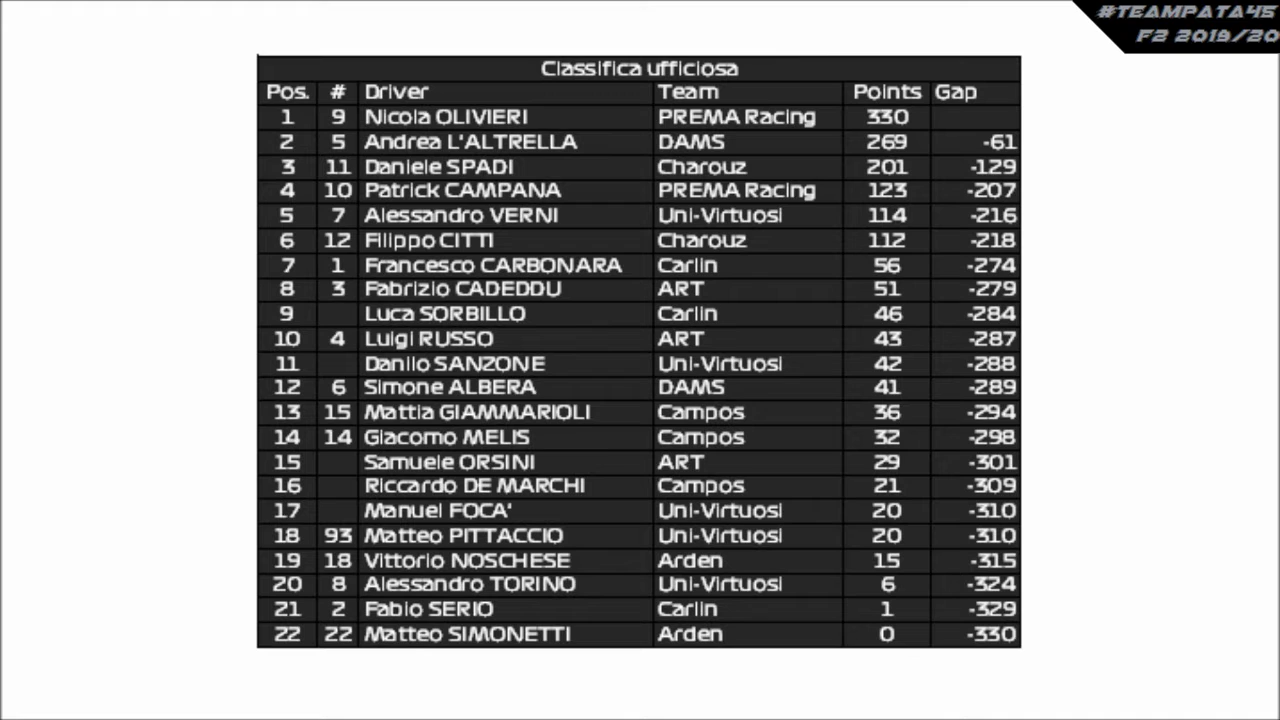 #TEAMPATA45
F2 2019/20
Classifica ufficiosa
Pos. # Driver Team Points Gap
1 9 Nicola OLIVIERI PREMA Racing 330
2 5 Andrea L'ALTRELLA DAMS 269 -61
3 11 Daniele SPADI Charouz 201 -129
4 10 Patrick CAMPANA PREMA Racing 123 -207
5 7 Alessandro VERNI Uni-Virtuosi 114 -216
6 12 Filippo CITTI Charouz 112 -218
7 1 Francesco CARBONARA Carlin 56 -274
8 3 Fabrizio CADEDDU ART 51 -279
9 Luca SORBILLO Carlin 46 -284
10 4 Luigi RUSSO ART 43 -287
11 Danilo SANZONE Uni-Virtuosi 42 -288
12 6 Simone ALBERA DAMS 41 -289
13 15 Mattia GIAMMARIOLI Campos 36 -294
14 14 Giacomo MELIS Campos 32 -298
15 Samuele ORSINI ART 29 -301
16 Riccardo DE MARCHI Campos 21 -309
17 Manuel FOCA' Uni-Virtuosi 20 -310
18 93 Matteo PITTACCIO Uni-Virtuosi 20 -310
19 18 Vittorio NOSCHESE Arden 15 -315
20 8 Alessandro TORINO Uni-Virtuosi 6 -324
21 2 Fabio SERIO Carlin 1 -329
22 22 Matteo SIMONETTI Arden 0 -330